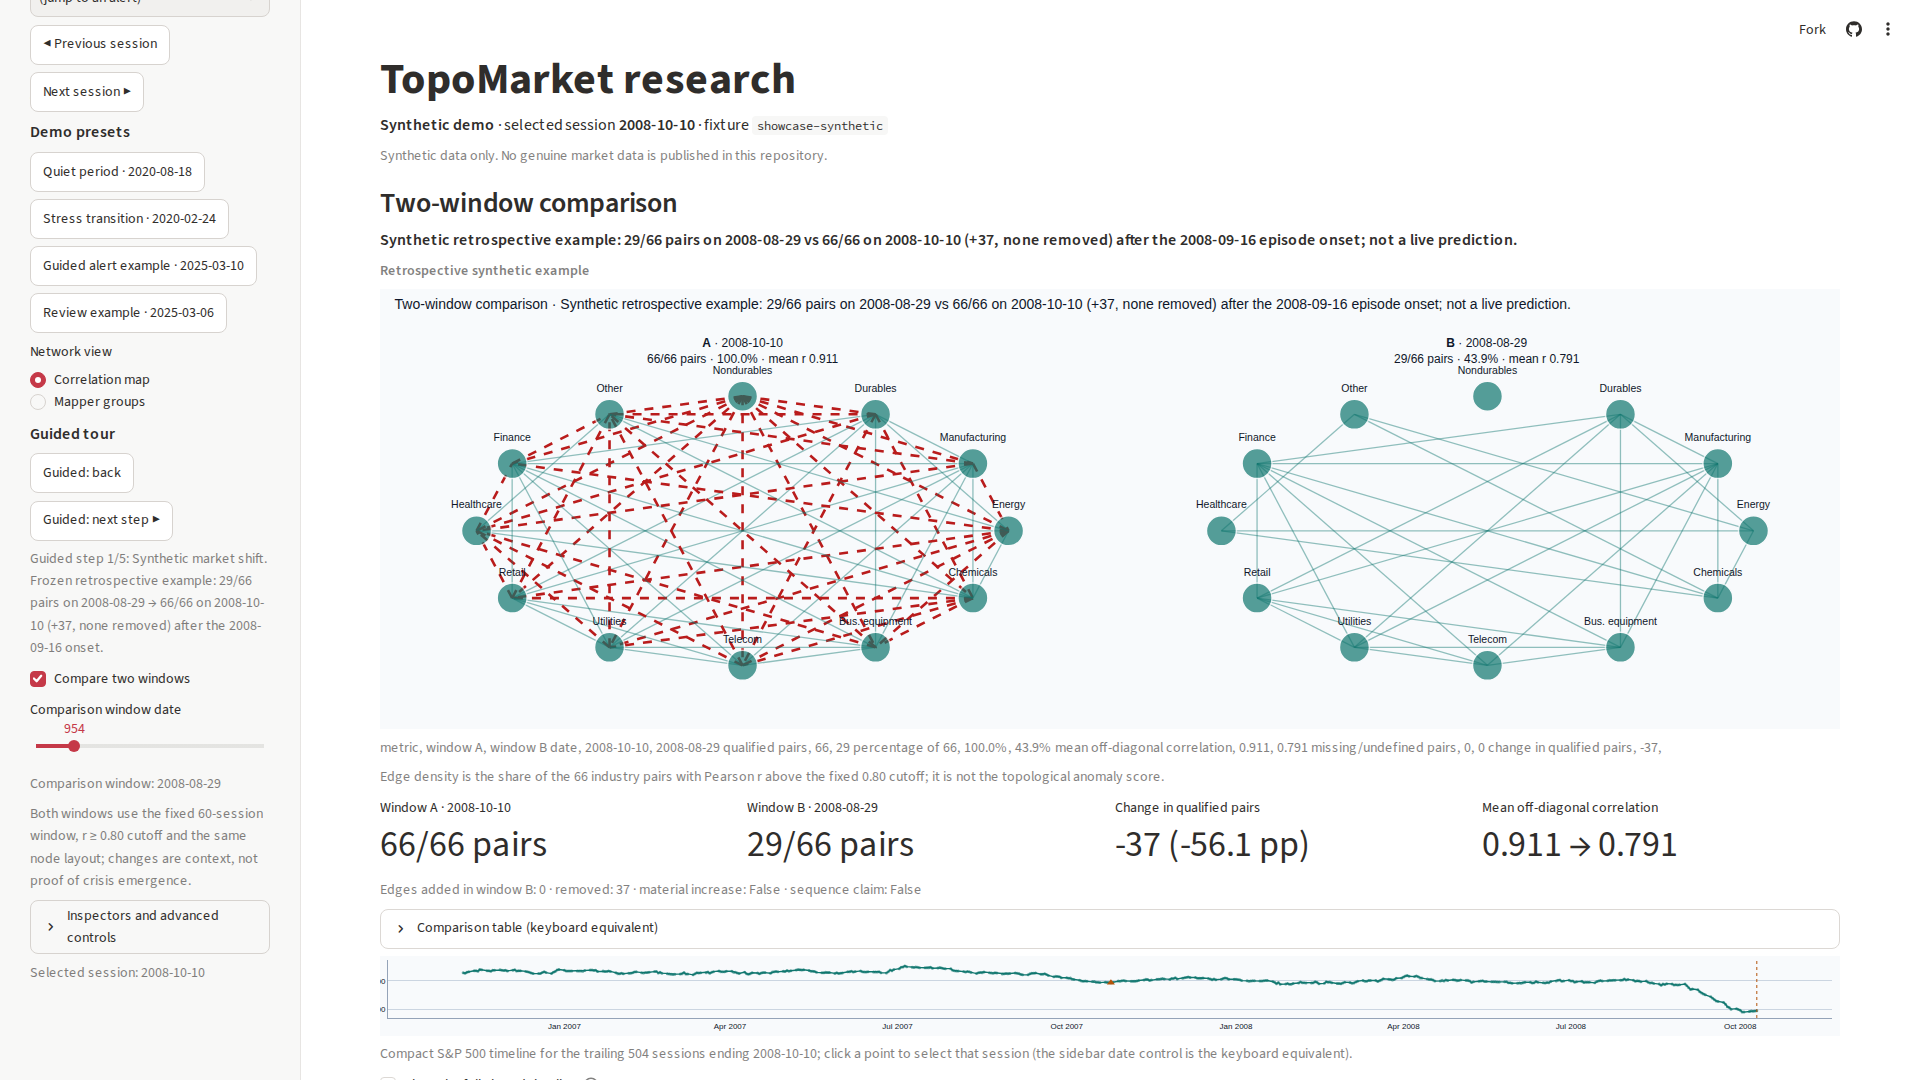 (jump to an alert)
◄ Previous session
Next session ►
Demo presets
Quiet period · 2020-08-18
Stress transition · 2020-02-24
Guided alert example · 2025-03-10
Review example · 2025-03-06
Network view
Correlation map
Mapper groups
Guided tour
Guided: back
Guided: next step ►
Guided step 1/5: Synthetic market shift.
Frozen retrospective example: 29/66
pairs on 2008-08-29 → 66/66 on 2008-10-
10 (+37, none removed) after the 2008-
09-16 onset.
Compare two windows
Comparison window date
954
Comparison window: 2008-08-29
Both windows use the fixed 60-session
window, r ≥ 0.80 cutoff and the same
node layout; changes are context, not
proof of crisis emergence.
Inspectors and advanced
controls
Selected session: 2008-10-10
Fork
TopoMarket research
Synthetic demo · selected session 2008-10-10 · fixture showcase-synthetic
Synthetic data only. No genuine market data is published in this repository.
Two-window comparison
Synthetic retrospective example: 29/66 pairs on 2008-08-29 vs 66/66 on 2008-10-10 (+37, none removed) after the 2008-09-16 episode onset; not a live prediction.
Retrospective synthetic example
Two-window comparison · Synthetic retrospective example: 29/66 pairs on 2008-08-29 vs 66/66 on 2008-10-10 (+37, none removed) after the 2008-09-16 episode onset; not a live prediction.
A · 2008-10-10
66/66 pairs · 100.0% · mean r 0.911
Nondurables
Other
Durables
Finance
Manufacturing
Healthcare
Energy
Retail
Chemicals
Utilities
Bus. equipment
Telecom
B · 2008-08-29
29/66 pairs · 43.9% · mean r 0.791
Nondurables
Other
Durables
Finance
Manufacturing
Healthcare
Energy
Retail
Chemicals
Utilities
Bus. equipment
Telecom
metric, window A, window B date, 2008-10-10, 2008-08-29 qualified pairs, 66, 29 percentage of 66, 100.0%, 43.9% mean off-diagonal correlation, 0.911, 0.791 missing/undefined pairs, 0, 0 change in qualified pairs, -37,
Edge density is the share of the 66 industry pairs with Pearson r above the fixed 0.80 cutoff; it is not the topological anomaly score.
Window A · 2008-10-10
66/66 pairs
Window B · 2008-08-29
29/66 pairs
Change in qualified pairs
-37 (-56.1 pp)
Mean off-diagonal correlation
0.911 → 0.791
Edges added in window B: 0 · removed: 37 · material increase: False · sequence claim: False
Comparison table (keyboard equivalent)
Jan 2007
Apr 2007
Jul 2007
Oct 2007
Jan 2008
Apr 2008
Jul 2008
Oct 2008
Compact S&P 500 timeline for the trailing 504 sessions ending 2008-10-10; click a point to select that session (the sidebar date control is the keyboard equivalent).